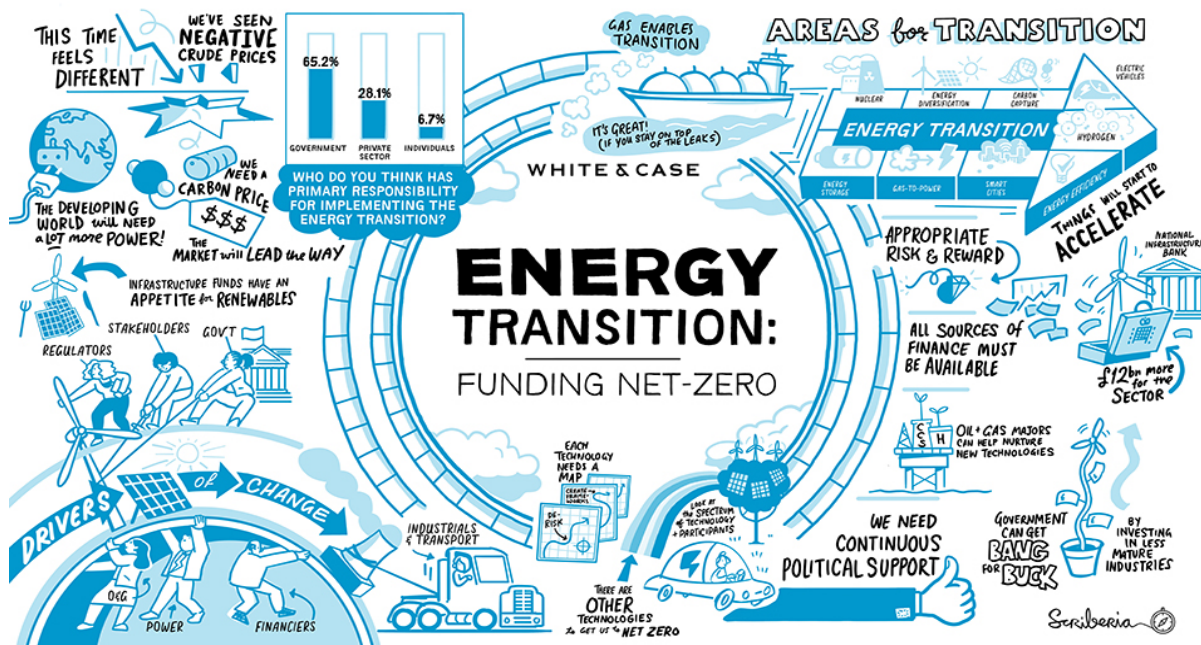 THIS TIME
FEELS
DIFFERENT
WE'VE SEEN
NEGATIVE
CRUDE PRICES
65.2%
28.1%
6.7%
GOVERNMENT
PRIVATE
SECTOR
INDIVIDUALS
WHO DO YOU THINK HAS
PRIMARY RESPONSIBILITY
FOR IMPLEMENTING THE
ENERGY TRANSITION?
WE
NEED A
CARBON PRICE
$$$
THE DEVELOPING
WORLD will NEED
a LOT more POWER!
THE
MARKET will LEAD the WAY
INFRASTRUCTURE FUNDS HAVE AN
APPETITE for RENEWABLES
REGULATORS
STAKEHOLDERS
GOV'T
DRIVERS
of
CHANGE
O&G
POWER
FINANCIERS
INDUSTRIALS
& TRANSPORT
GAS ENABLES
TRANSITION
IT'S GREAT!
(IF YOU STAY ON TOP
OF THE LEAKS)
WHITE & CASE
ENERGY
TRANSITION:
FUNDING NET-ZERO
EACH
TECHNOLOGY
NEEDS A
MAP
CREATE FRAME-
WORKS
DE-
RISK
LOOK AT
the SPECTRUM
of TECHNOLOGY
+ PARTICIPANTS
THERE ARE
OTHER
TECHNOLOGIES
to GET US to NET ZERO
AREAS for TRANSITION
NUCLEAR
ENERGY
DIVERSIFICATION
CARBON
CAPTURE
ELECTRIC
VEHICLES
ENERGY TRANSITION
HYDROGEN
ENERGY
STORAGE
GAS-TO-POWER
SMART
CITIES
ENERGY EFFICIENCY
THINGS WILL START TO
ACCELERATE
APPROPRIATE
RISK & REWARD
NATIONAL
INFRASTRUCTURE
BANK
£12bn more
for the
SECTOR
ALL SOURCES OF
FINANCE MUST
BE AVAILABLE
C
C
S
H
OIL + GAS MAJORS
CAN HELP NURTURE
NEW TECHNOLOGIES
WE NEED
CONTINUOUS
POLITICAL SUPPORT
GOVERNMENT
CAN GET
BANG
FOR
BUCK
BY
INVESTING
IN LESS
MATURE
INDUSTRIES
Scriberia